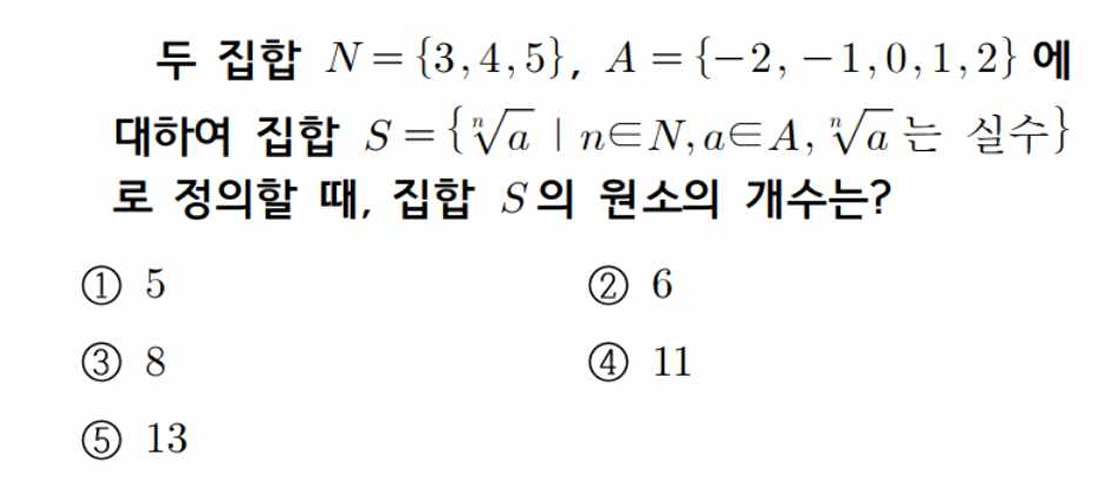 두 집합 $N=\{3, 4, 5\}$, $A=\{-2, -1, 0, 1, 2\}$ 에
대하여 집합 $S=\{\sqrt[n]{a} \mid n \in N, a \in A, \sqrt[n]{a}$ 는 실수$\}$
로 정의할 때, 집합 $S$의 원소의 개수는?
① 5 ② 6
③ 8 ④ 11
⑤ 13